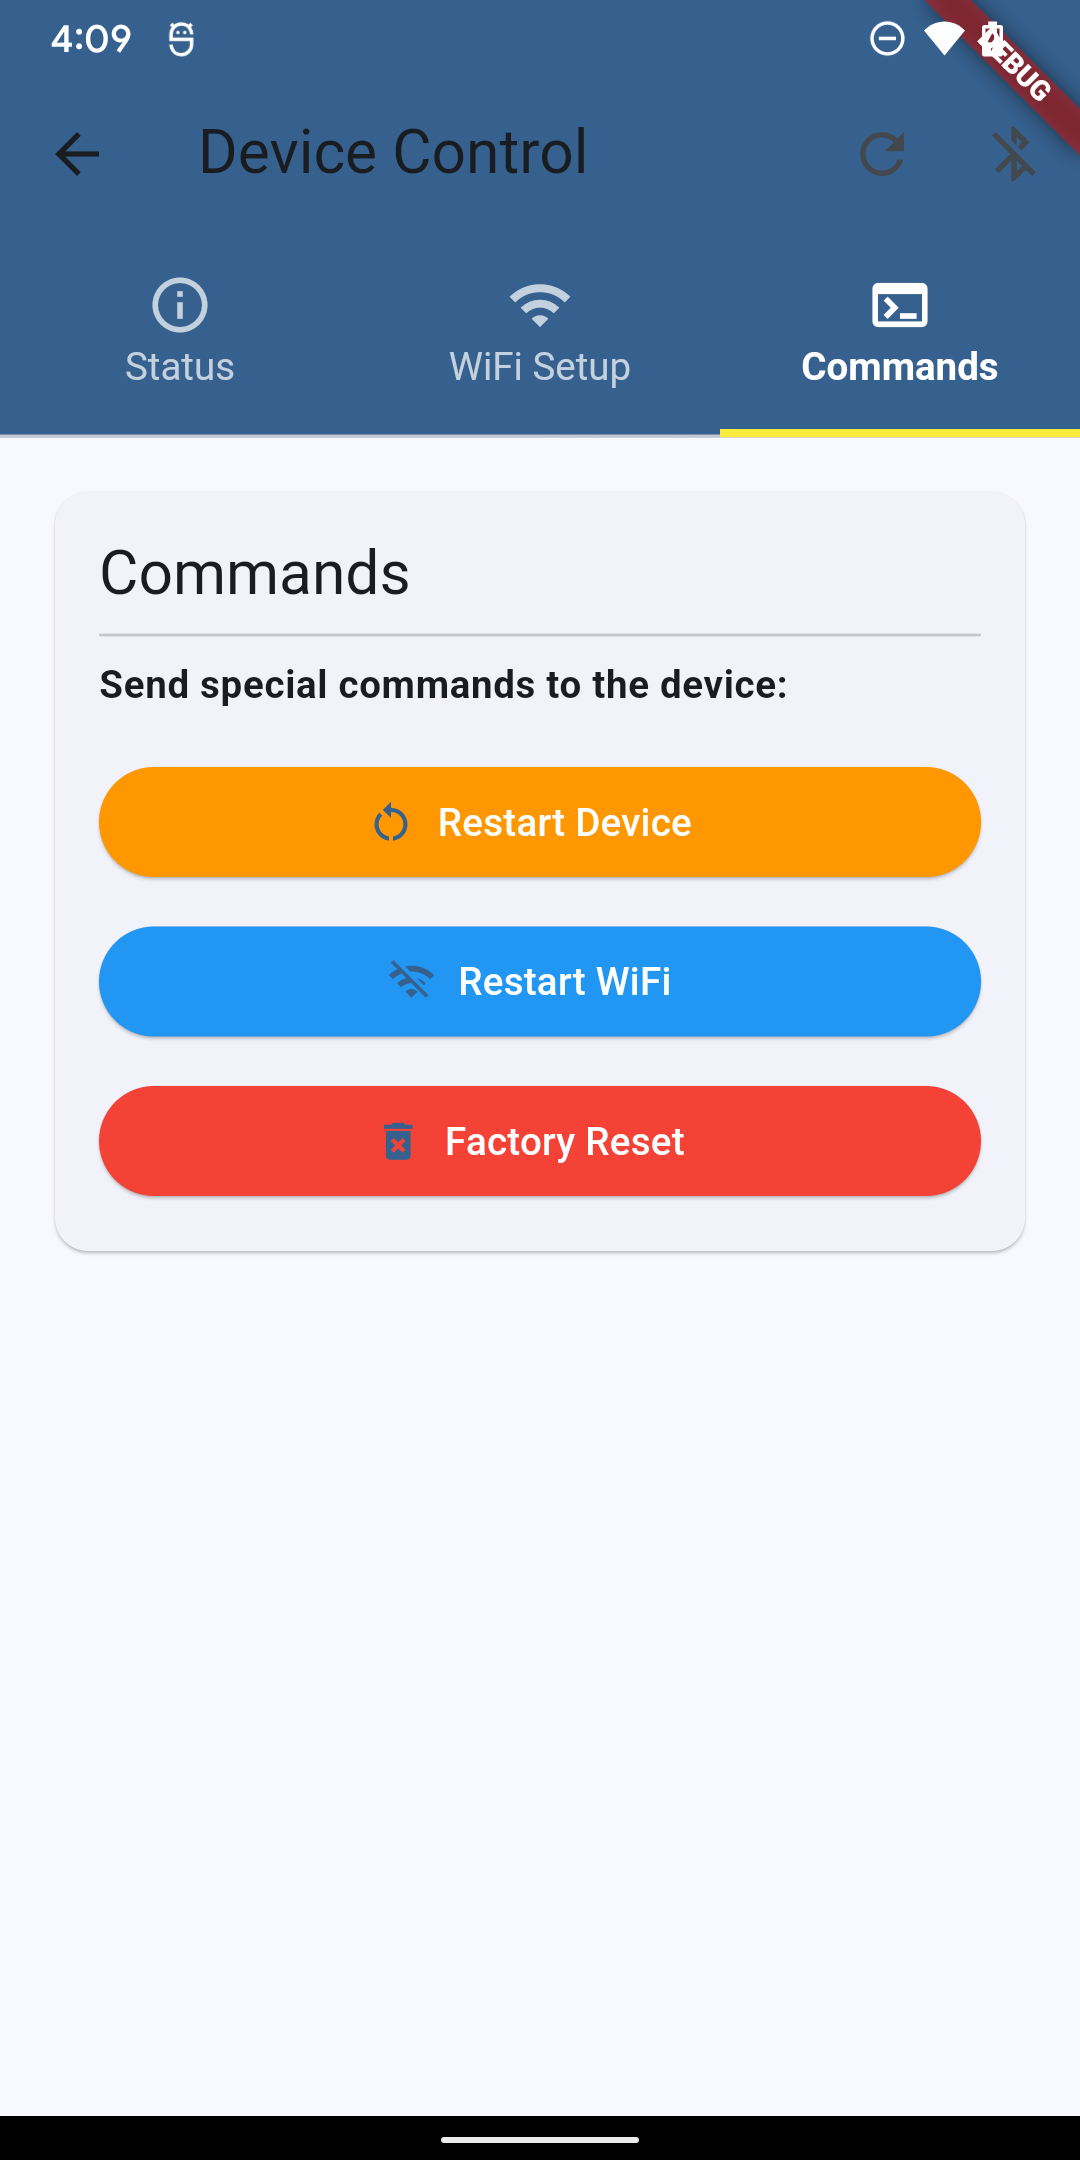 4:09
DEBUG
Device Control
Status
WiFi Setup
Commands
Commands
Send special commands to the device:
Restart Device
Restart WiFi
Factory Reset